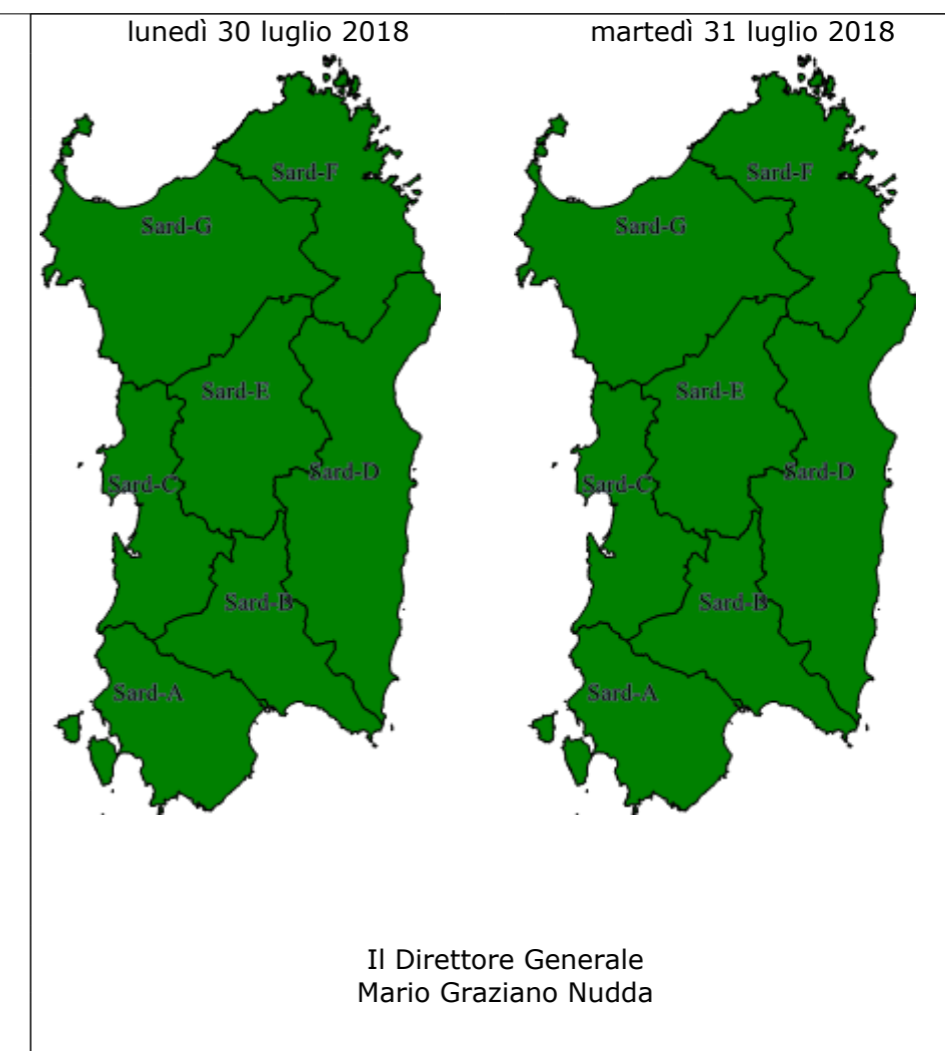 lunedì 30 luglio 2018
Sard-F
Sard-G
Sard-E
Sard-D
Sard-C
Sard-B
Sard-A
martedì 31 luglio 2018
Sard-F
Sard-G
Sard-E
Sard-D
Sard-C
Sard-B
Sard-A
Il Direttore Generale
Mario Graziano Nudda